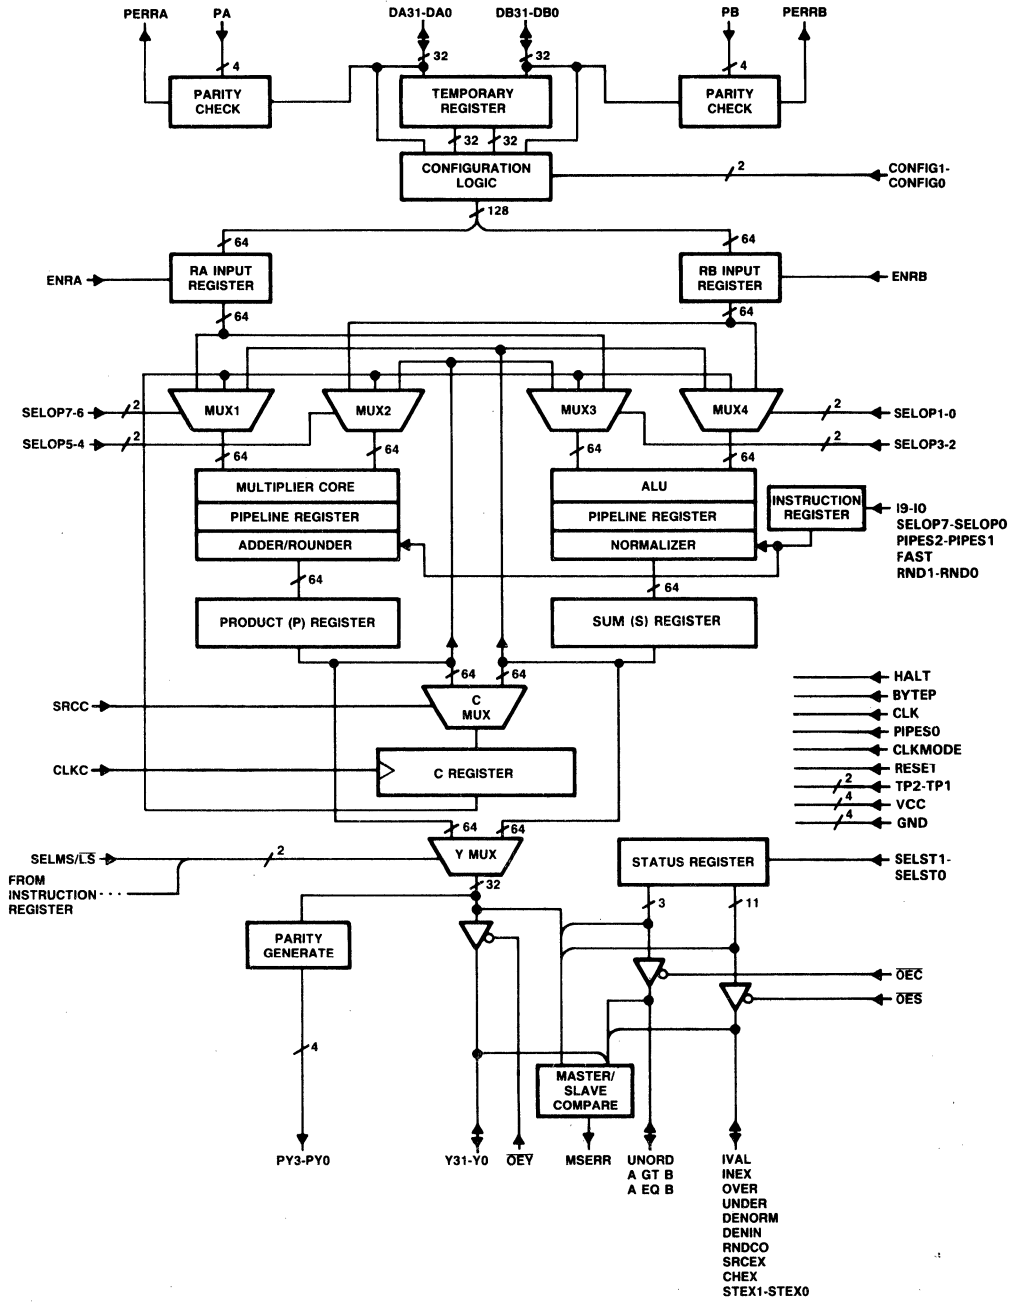 PERRA
PA
DA31-DA0
DB31-DB0
PB
PERRB
4
32
32
4
PARITY
CHECK
TEMPORARY
REGISTER
PARITY
CHECK
32
32
CONFIGURATION
LOGIC
2
CONFIG1-
CONFIG0
128
64
64
ENRA
RA INPUT
REGISTER
RB INPUT
REGISTER
ENRB
64
64
SELOP7-6
2
MUX1
MUX2
MUX3
MUX4
2
SELOP1-0
SELOP5-4
2
2
SELOP3-2
64
64
64
64
MULTIPLIER CORE
PIPELINE REGISTER
ADDER/ROUNDER
ALU
PIPELINE REGISTER
NORMALIZER
INSTRUCTION
REGISTER
I9-I0
SELOP7-SELOP0
PIPES2-PIPES1
FAST
RND1-RND0
64
64
PRODUCT (P) REGISTER
SUM (S) REGISTER
64
64
SRCC
C
MUX
CLKC
C REGISTER
HALT
BYTEP
CLK
PIPES0
CLKMODE
RESET
2
TP2-TP1
4
VCC
4
GND
64
64
SELMS/L̅S̅
2
Y MUX
FROM
INSTRUCTION
REGISTER
STATUS REGISTER
SELST1-
SELST0
32
3
11
PARITY
GENERATE
O̅E̅C̅
O̅E̅S̅
4
MASTER/
SLAVE
COMPARE
PY3-PY0
Y31-Y0
O̅E̅Y̅
MSERR
UNORD
A GT B
A EQ B
IVAL
INEX
OVER
UNDER
DENORM
DENIN
RNDCO
SRCEX
CHEX
STEX1-STEX0